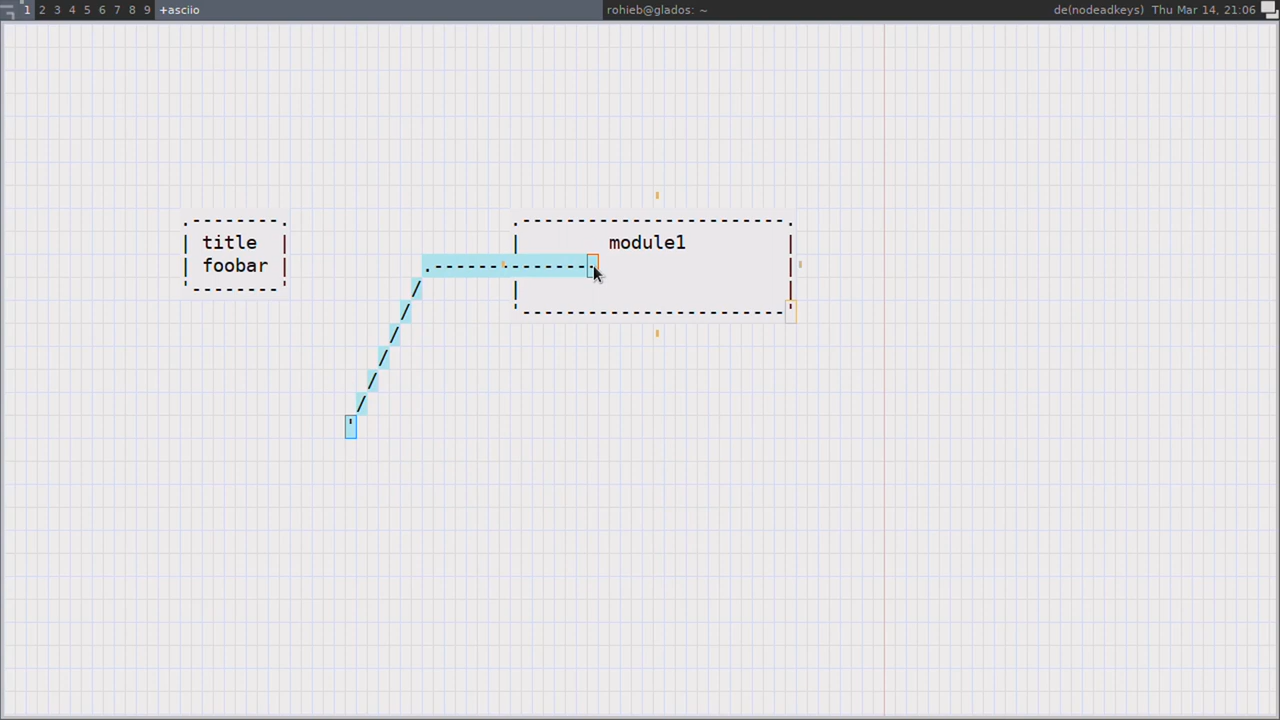 1 2 3 4 5 6 7 8 9 +asciio rohieb@glados: ~ de(nodeadkeys) Thu Mar 14, 21:06
title module1
foobar